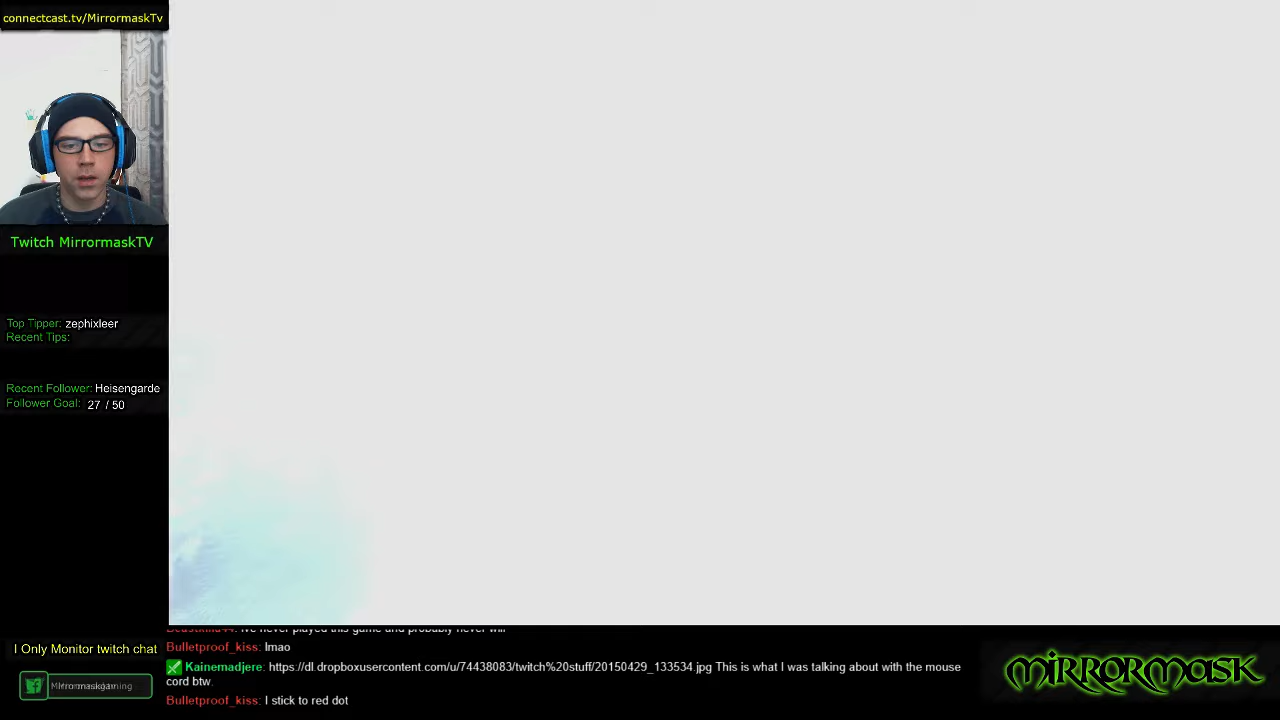 connectcast.tv/MirrormaskTv
Twitch MirrormaskTV
Top Tipper: zephixleer
Recent Tips:
Recent Follower: Heisengarde
Follower Goal: 27 / 50
I Only Monitor twitch chat
Bulletproof_kiss: lmao
Kainemadjere: https://dl.dropboxusercontent.com/u/74438083/twitch%20stuff/20150429_133534.jpg This is what I was talking about with the mouse
cord btw.
Bulletproof_kiss: I stick to red dot
MIRRORMASK